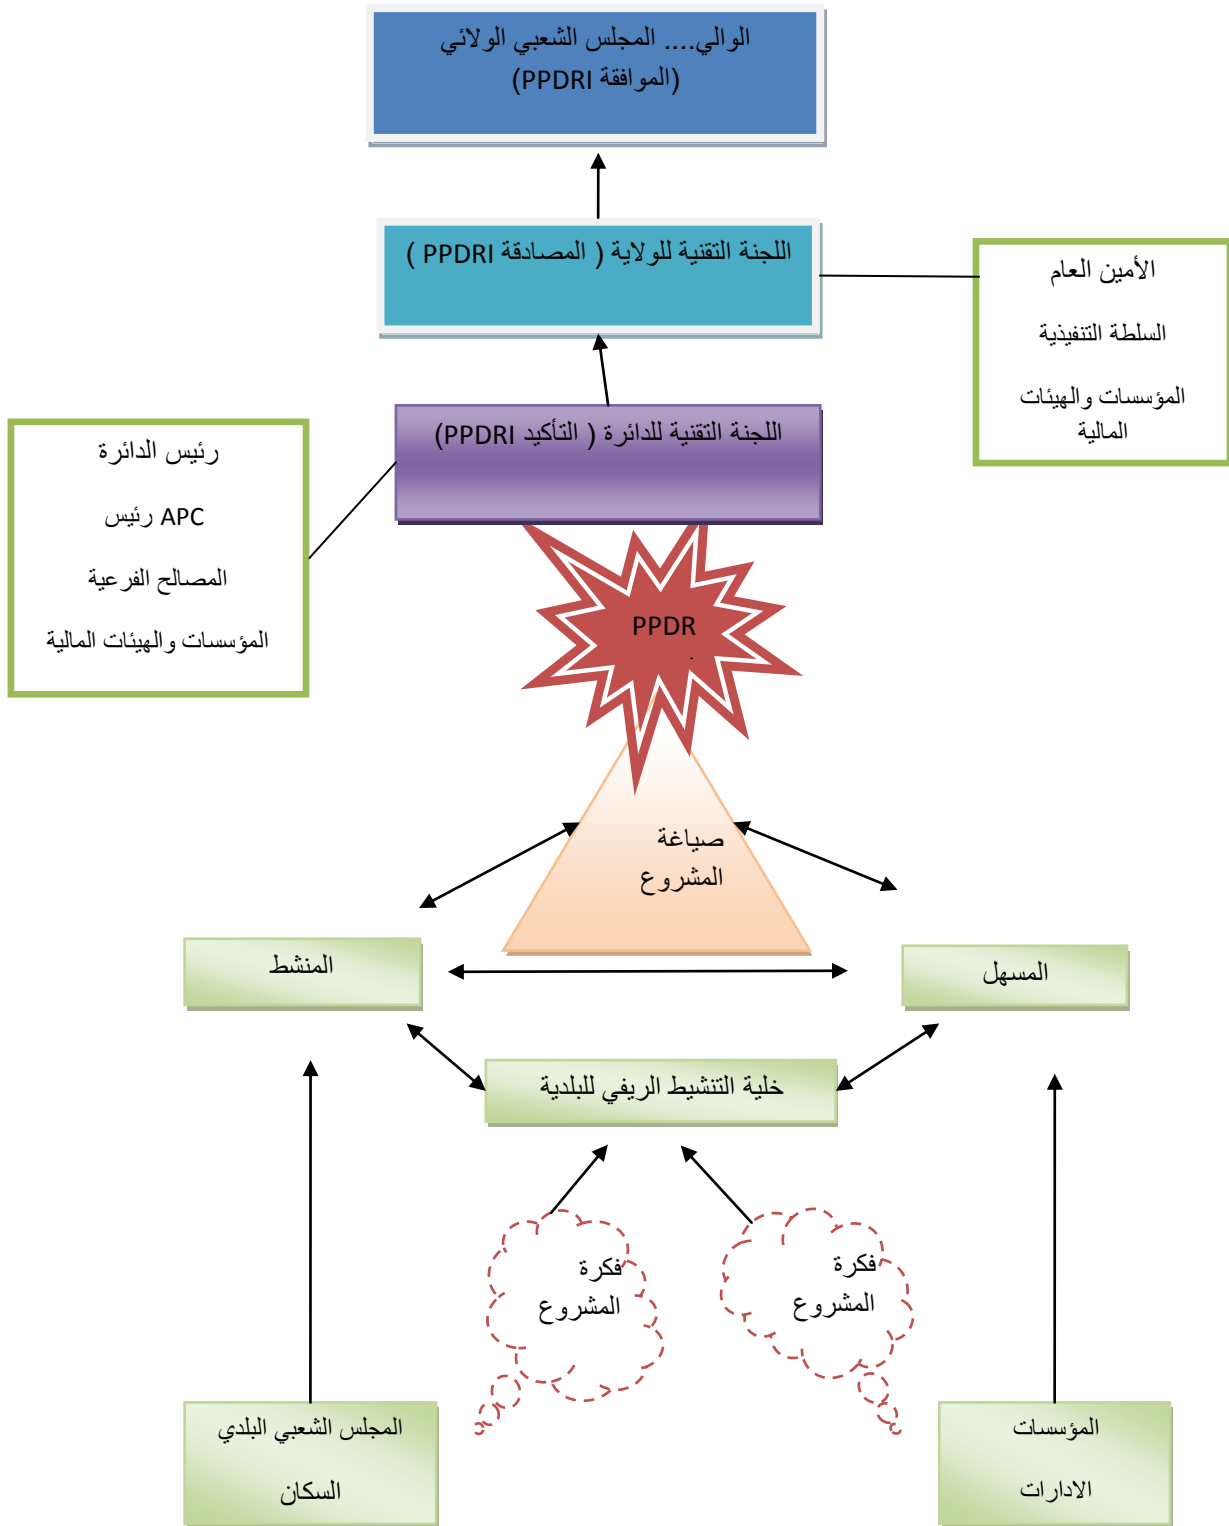 الوالي.... المجلس الشعبي الولائي
(الموافقة PPDRI)
اللجنة التقنية للولاية ( المصادقة PPDRI )
الأمين العام
السلطة التنفيذية
المؤسسات والهيئات
المالية
اللجنة التقنية للدائرة ( التأكيد PPDRI)
رئيس الدائرة
رئيس APC
المصالح الفرعية
المؤسسات والهيئات المالية
PPDR
صياغة
المشروع
المسهل
المنشط
خلية التنشيط الريفي للبلدية
فكرة
المشروع
فكرة
المشروع
المؤسسات
الادارات
المجلس الشعبي البلدي
السكان